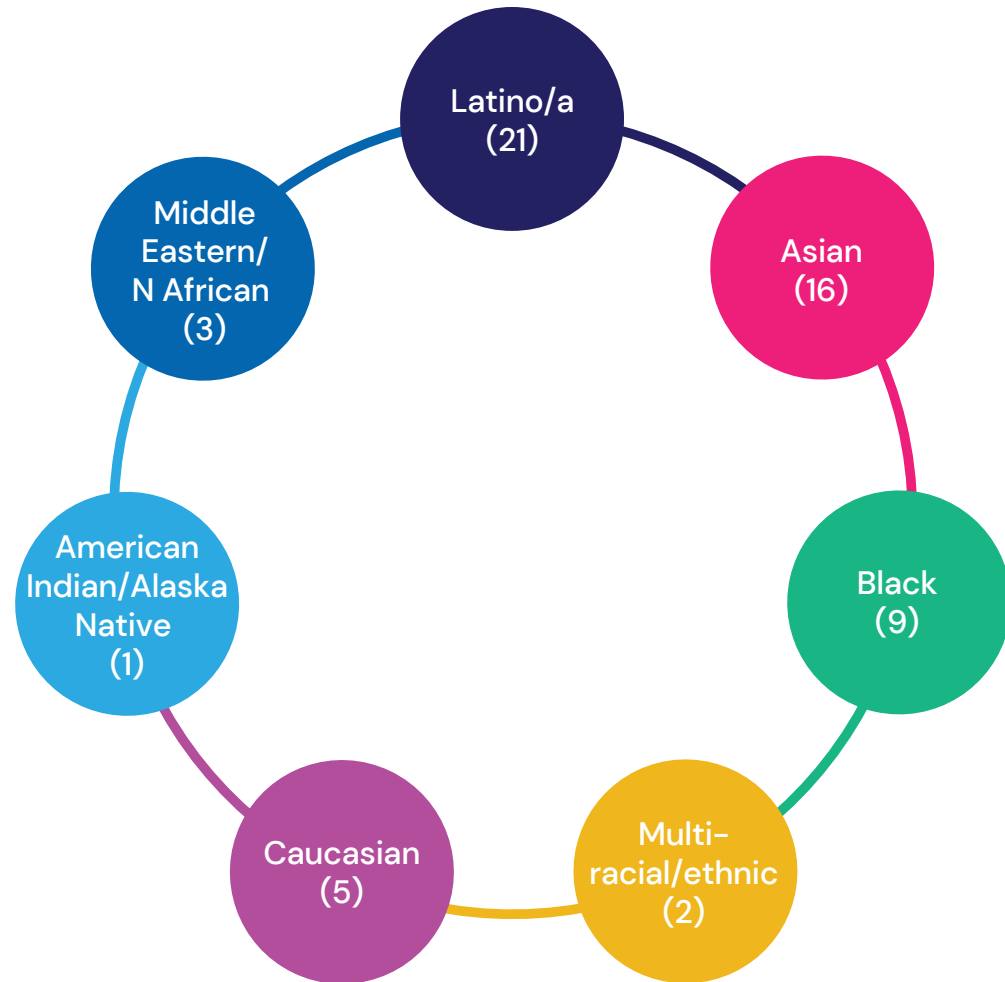 Latino/a
(21)
Asian
(16)
Black
(9)
Multi-
racial/ethnic
(2)
Caucasian
(5)
American
Indian/Alaska
Native
(1)
Middle
Eastern/
N African
(3)